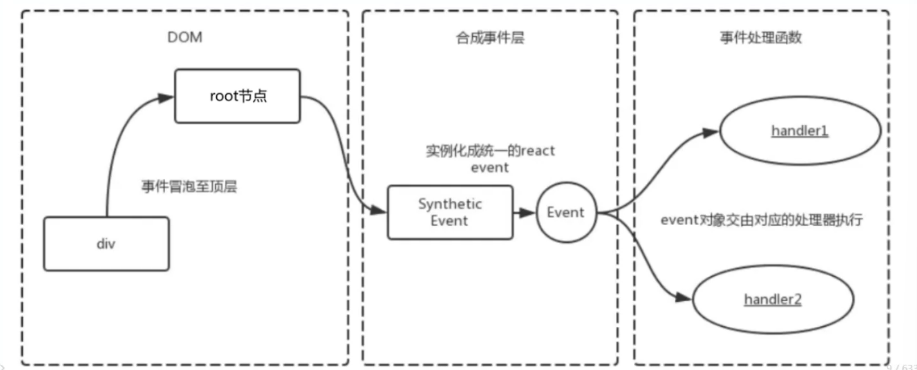 DOM
合成事件层
事件处理函数
root节点
handler1
实例化成统一的react
event
事件冒泡至顶层
Synthetic
Event
Event
event对象交由对应的处理器执行
div
handler2